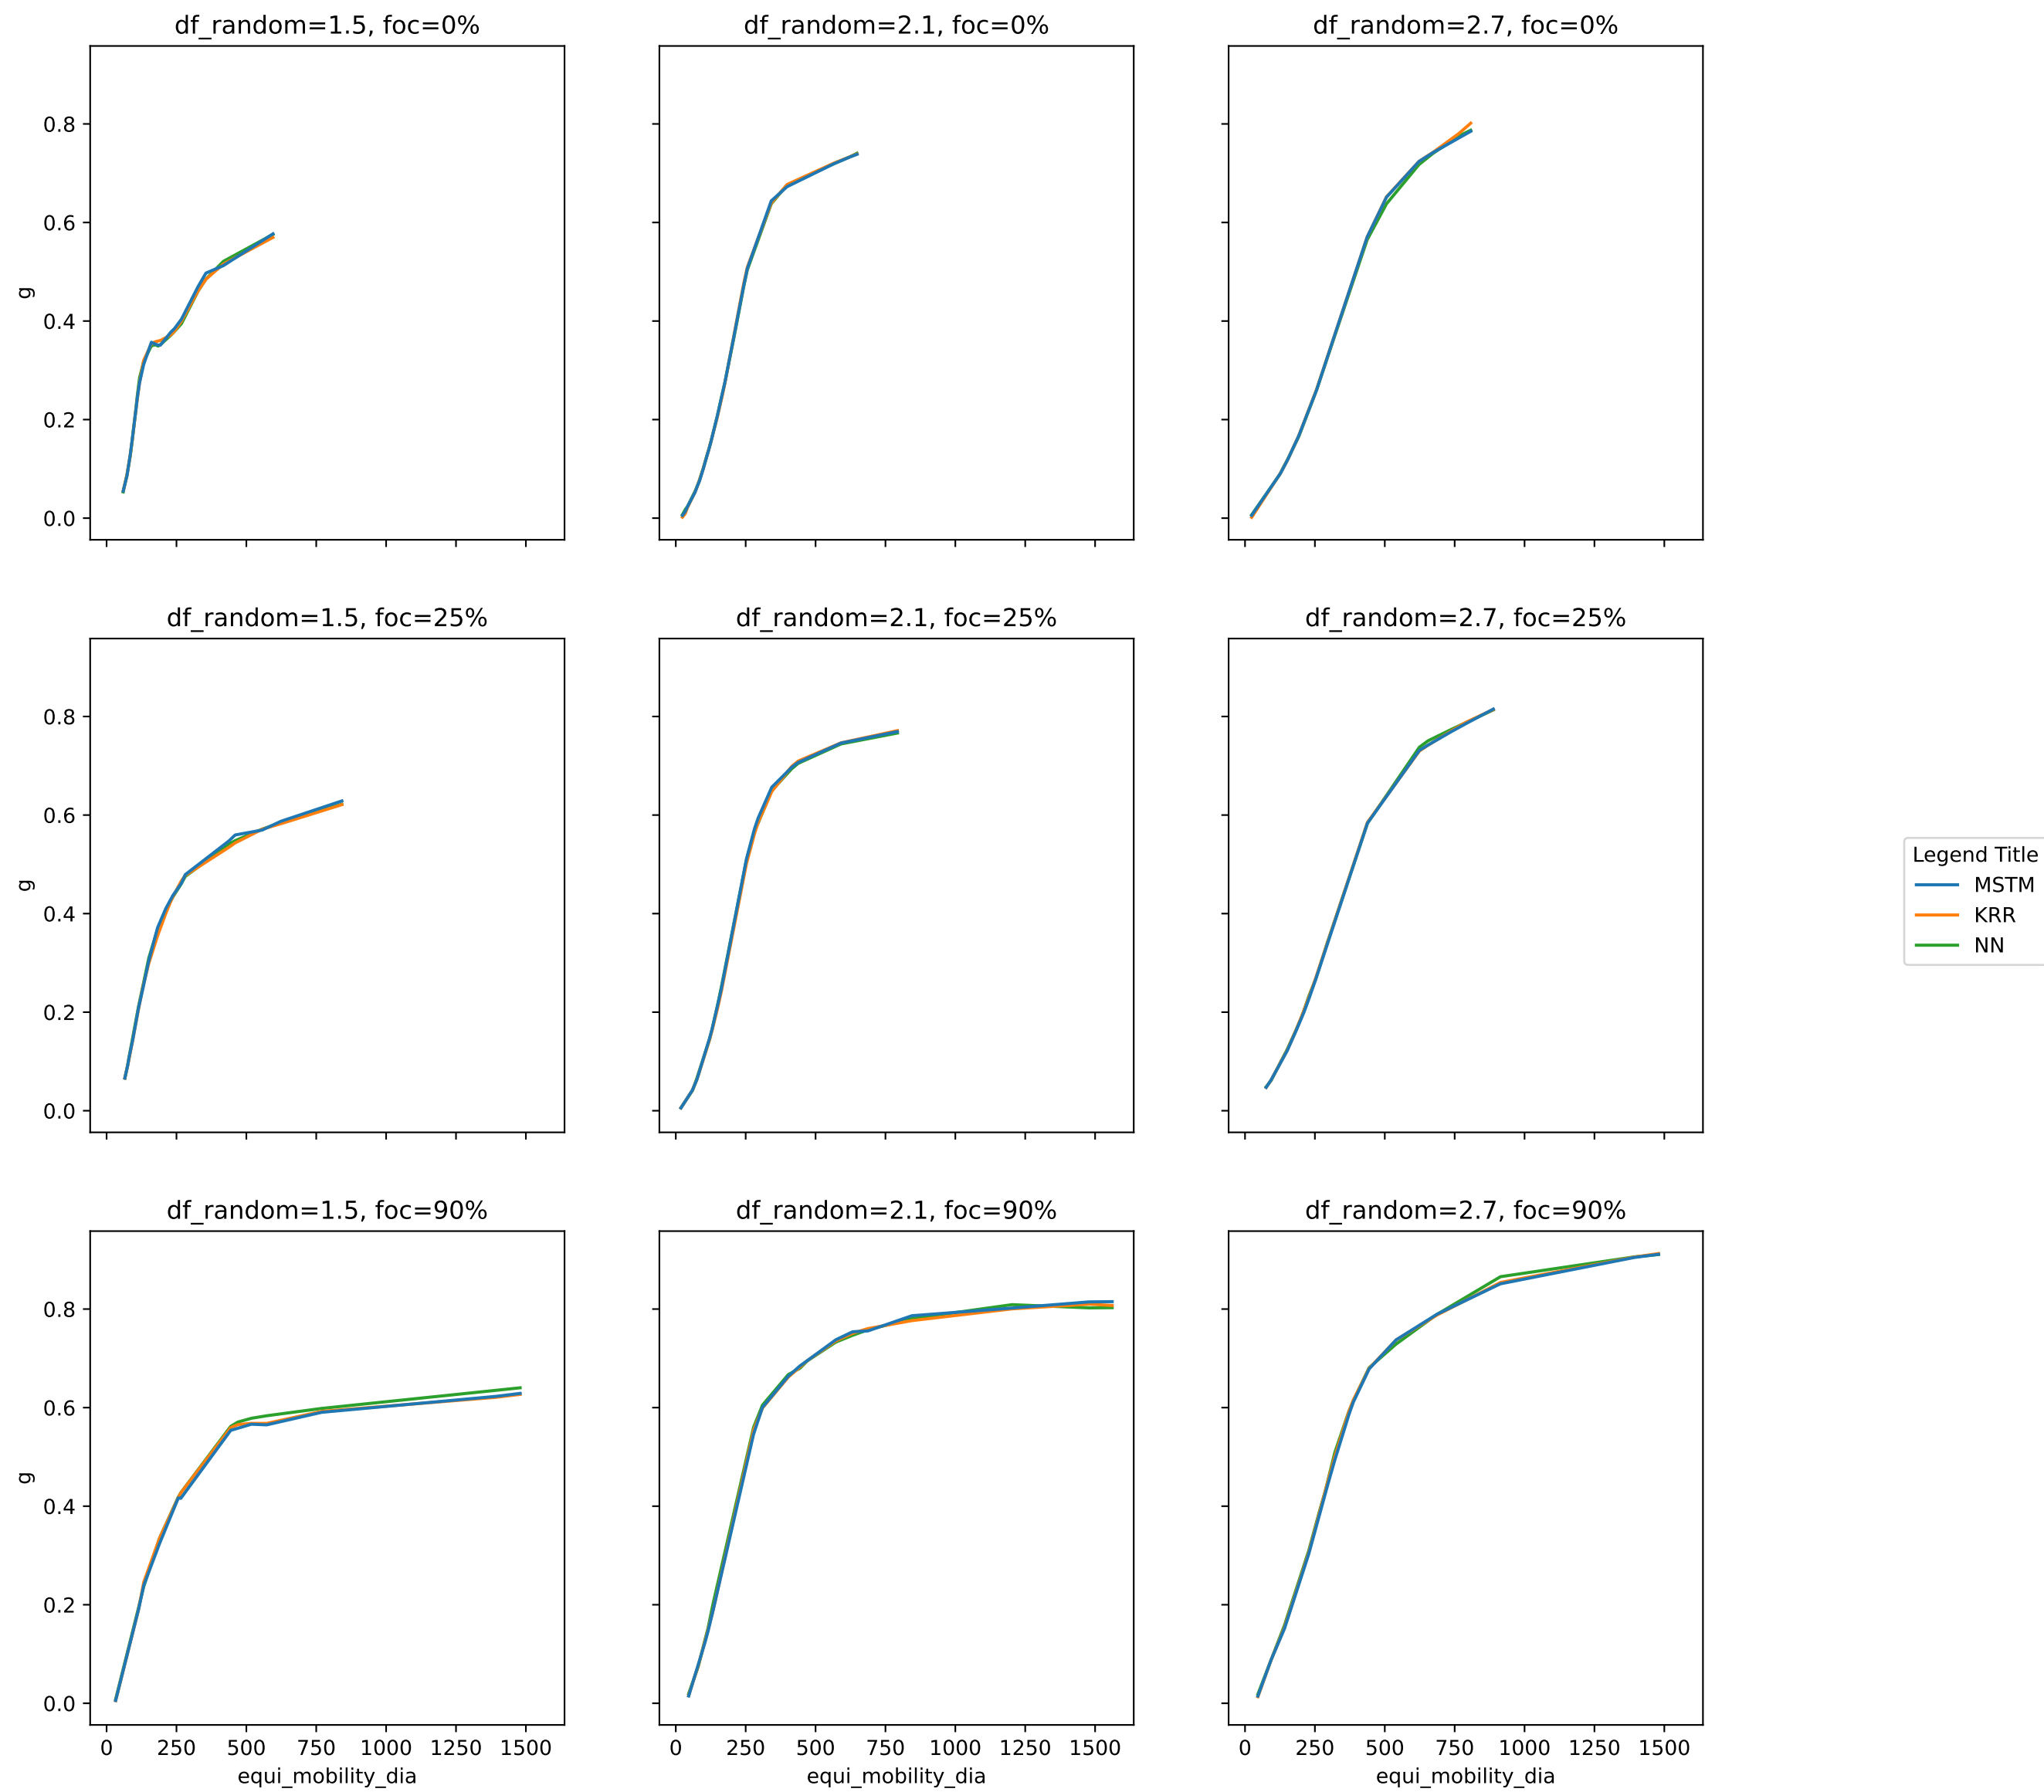 df_random=1.5, foc=0%
df_random=2.1, foc=0%
df_random=2.7, foc=0%
0.8
0.6
0.4
0.2
0.0
g
df_random=1.5, foc=25%
df_random=2.1, foc=25%
df_random=2.7, foc=25%
0.8
0.6
0.4
0.2
0.0
g
Legend Title
MSTM
KRR
NN
df_random=1.5, foc=90%
df_random=2.1, foc=90%
df_random=2.7, foc=90%
0.8
0.6
0.4
0.2
0.0
g
0 250 500 750 1000 1250 1500
0 250 500 750 1000 1250 1500
0 250 500 750 1000 1250 1500
equi_mobility_dia
equi_mobility_dia
equi_mobility_dia